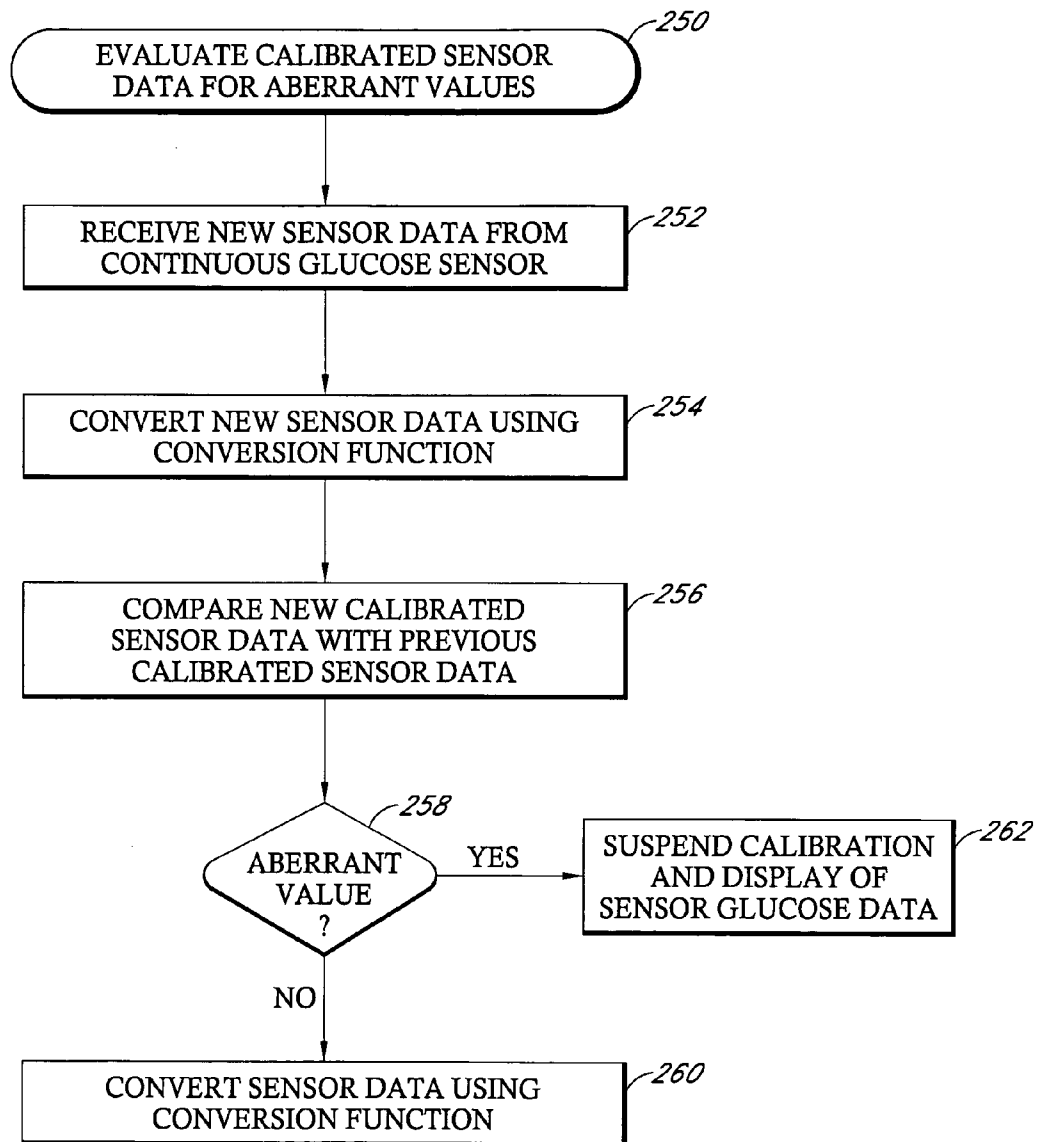 250
EVALUATE CALIBRATED SENSOR
DATA FOR ABERRANT VALUES
252
RECEIVE NEW SENSOR DATA FROM
CONTINUOUS GLUCOSE SENSOR
254
CONVERT NEW SENSOR DATA USING
CONVERSION FUNCTION
256
COMPARE NEW CALIBRATED
SENSOR DATA WITH PREVIOUS
CALIBRATED SENSOR DATA
258
ABERRANT
VALUE
?
YES
262
SUSPEND CALIBRATION
AND DISPLAY OF
SENSOR GLUCOSE DATA
NO
260
CONVERT SENSOR DATA USING
CONVERSION FUNCTION